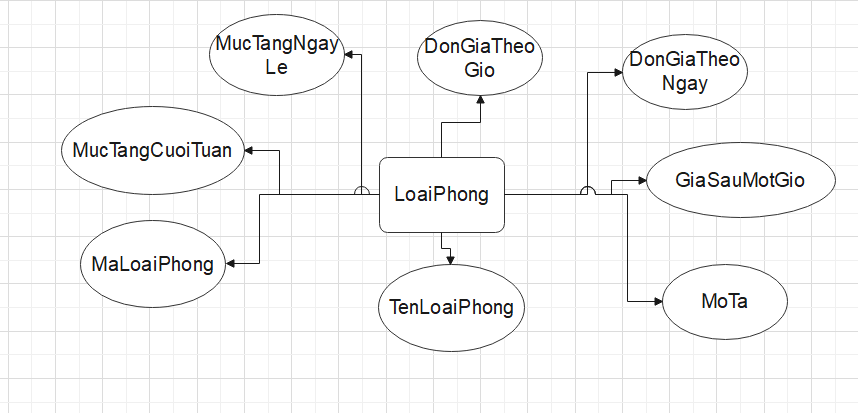 MucTangNgay
Le
DonGiaTheo
Gio
DonGiaTheo
Ngay
MucTangCuoiTuan
GiaSauMotGio
LoaiPhong
MaLoaiPhong
TenLoaiPhong
MoTa